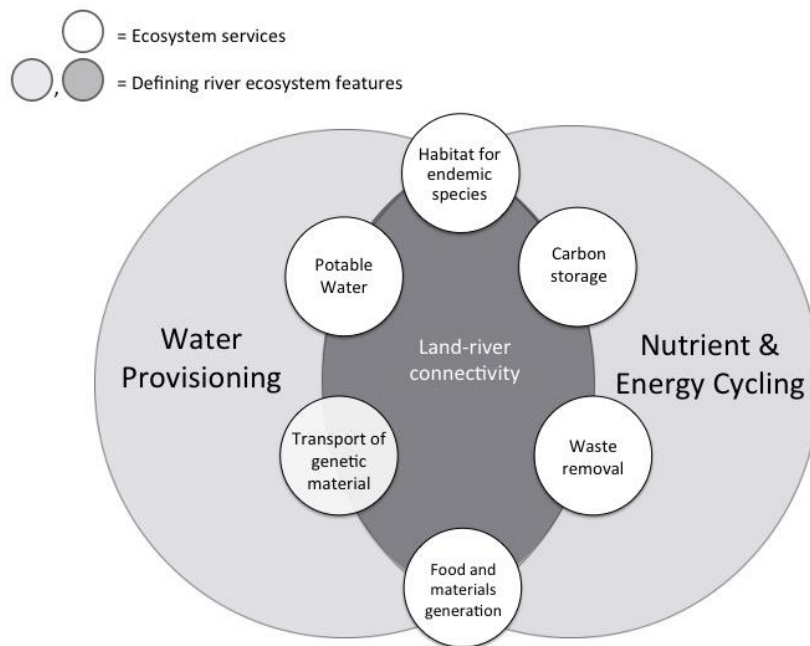 = Ecosystem services
, = Defining river ecosystem features
Habitat for
endemic
species
Potable
Water
Carbon
storage
Water
Provisioning
Land-river
connectivity
Nutrient &
Energy Cycling
Transport of
genetic
material
Waste
removal
Food and
materials
generation